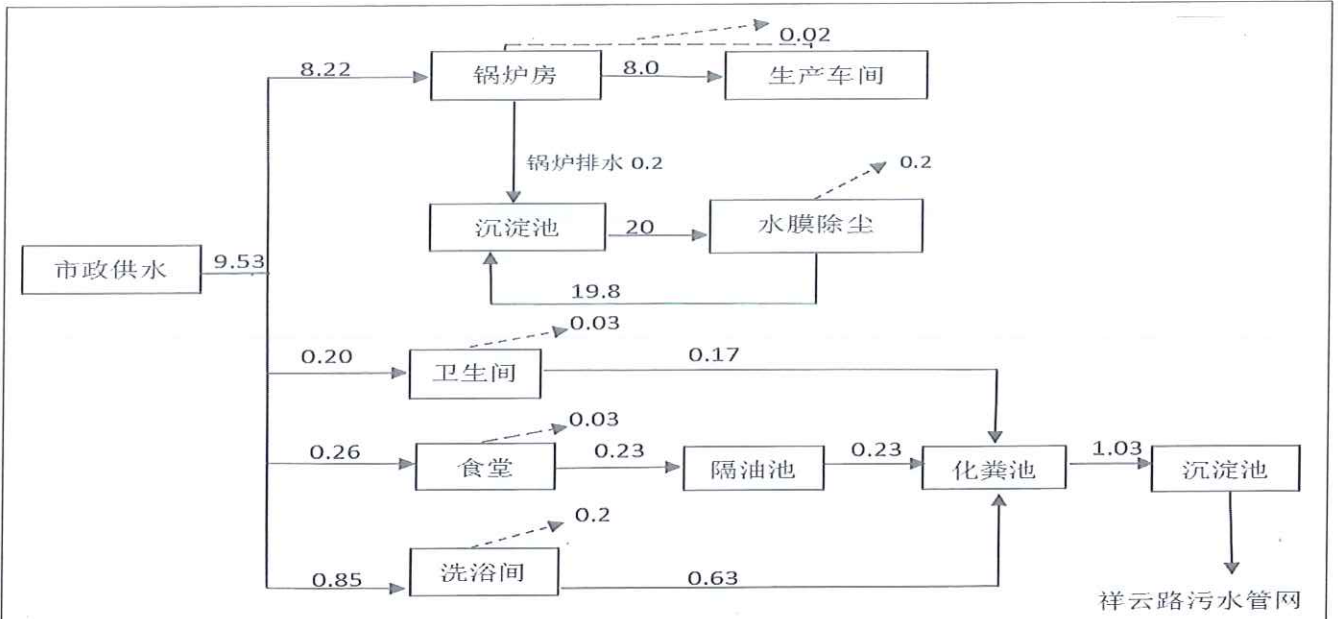 0.02
8.22
锅炉房
8.0
生产车间
锅炉排水 0.2
0.2
沉淀池
20
水膜除尘
市政供水
9.53
19.8
0.03
0.20
卫生间
0.17
0.03
0.26
食堂
0.23
隔油池
0.23
化粪池
1.03
沉淀池
0.2
0.85
洗浴间
0.63
祥云路污水管网